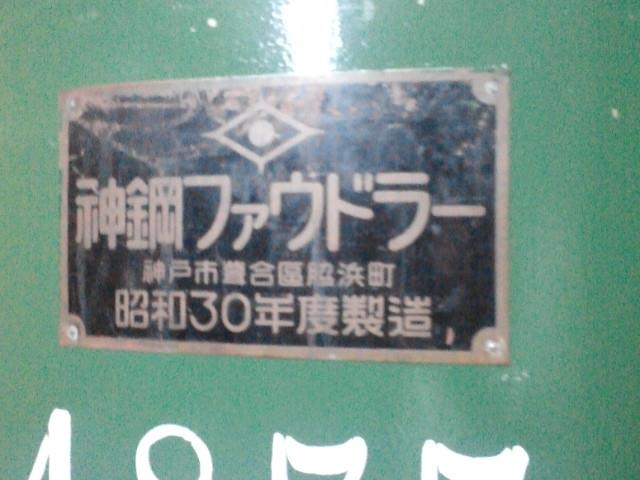 神鋼ファウドラー
神戸市葺合區脇浜町
昭和30年度製造